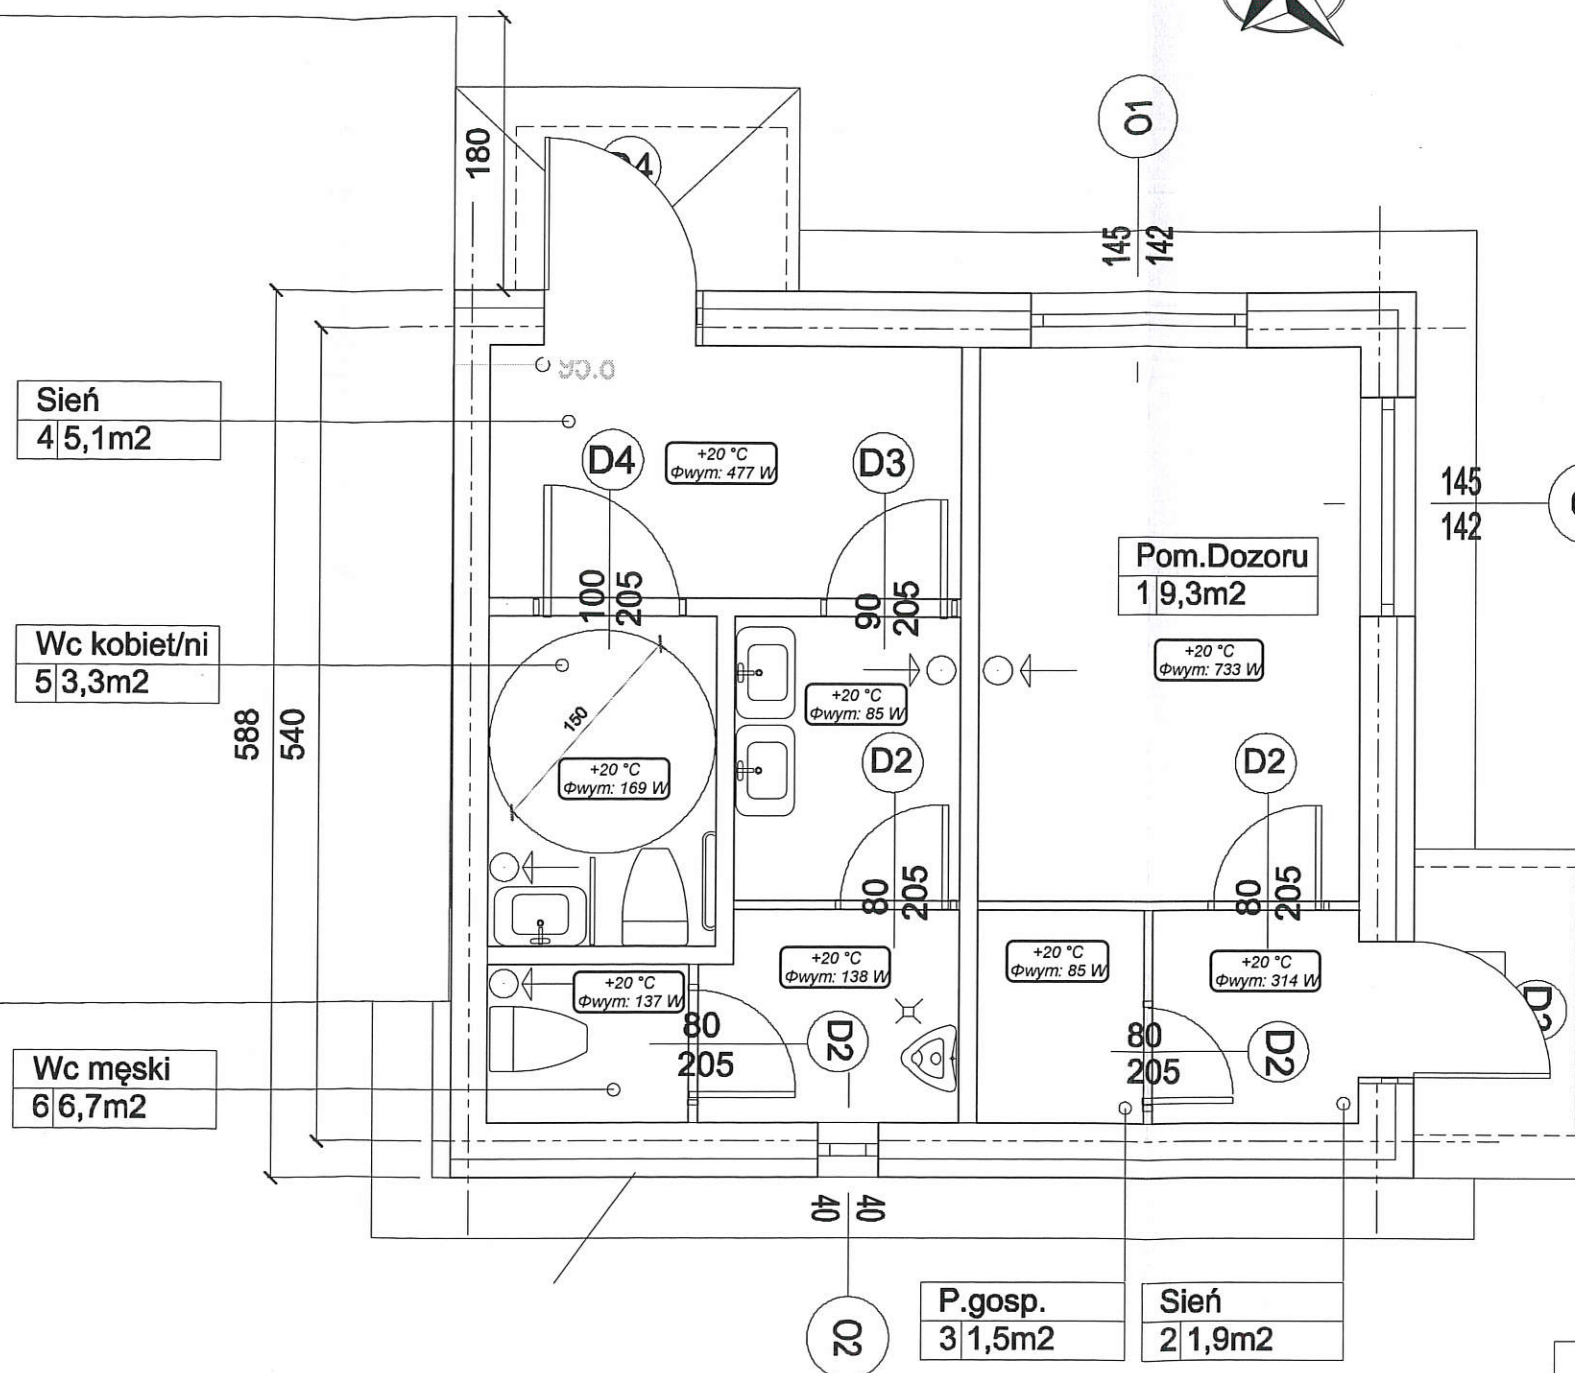 180
D4
O1
145
142
Sień
4 5,1m2
0.G5
D4
+20 °C
Φwym: 477 W
D3
145
142
100
205
90
205
Pom.Dozoru
1 9,3m2
Wc kobiet/ni
5 3,3m2
+20 °C
Φwym: 733 W
+20 °C
Φwym: 85 W
150
588
540
D2
D2
+20 °C
Φwym: 169 W
80
205
80
205
+20 °C
Φwym: 138 W
+20 °C
Φwym: 85 W
+20 °C
Φwym: 314 W
+20 °C
Φwym: 137 W
80
205
D2
80
205
D2
Wc męski
6 6,7m2
40
40
O2
P.gosp.
3 1,5m2
Sień
2 1,9m2